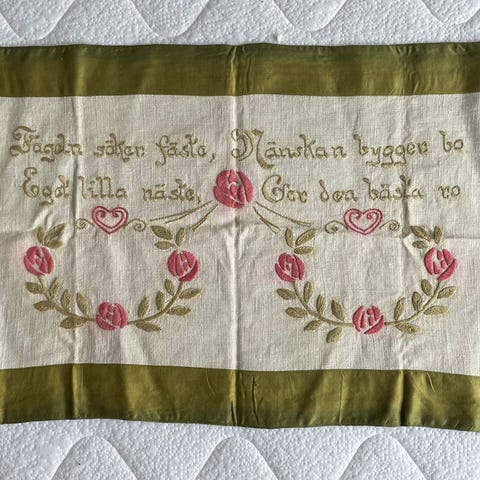 Fågeln söker fäste, Mänskan bygger bo
Eget lilla näste, Ger den bästa ro